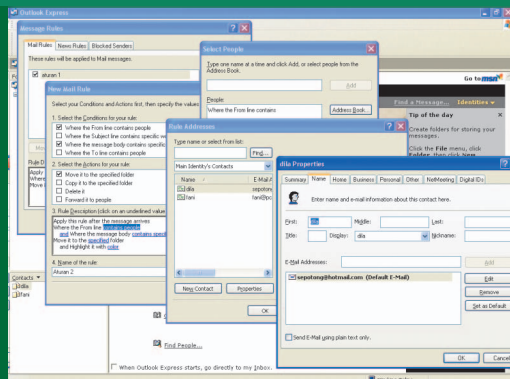 Outlook Express
Message Rules
Mail Rules News Rules Blocked Senders
These rules will be applied to Mail messages.
aturan 1
New Mail Rule
Select your Conditions and Actions first, then specify the values
1. Select the Conditions for your rule:
Where the From line contains people
Where the Subject line contains specific
Where the message body contains specific
Where the To line contains people
2. Select the Actions for your rule:
Move it to the specified folder
Copy it to the specified folder
Delete it
Forward it to people
3. Rule Description (click on an undefined value
Apply this rule after the message arrives
Where the From line contains people
and Where the message body contains
Move it to the specified folder
and Highlight it with color
4. Name of the rule:
Aturan 2
Rule D
Apply
Where
Move i
Contacts
dila
fani
Select People
Type one name at a time and click Add, or select people from the
Address Book.
Add
People:
Where the From line contains
Address Book...
Rule Addresses
Type name or select from list:
Find...
Main Identity's Contacts
Name E-Mail A
dila sepotong
fani fani@pc
New Contact Properties
OK
Go to msn
Find a Message... Identities
Tip of the day
Create folders for storing
your messages.
Click the File menu, click
Folder, then click New
dila Properties
Summary Name Home Business Personal Other NetMeeting Digital IDs
Enter name and e-mail information about this contact here.
First: dila Middle: Last:
Title: Display: dila Nickname:
E-Mail Addresses: Add
sepotong@hotmail.com (Default E-Mail)
Edit
Remove
Set as Default
Send E-Mail using plain text only.
OK Cancel
Find People...
When Outlook Express starts, go directly to my Inbox.